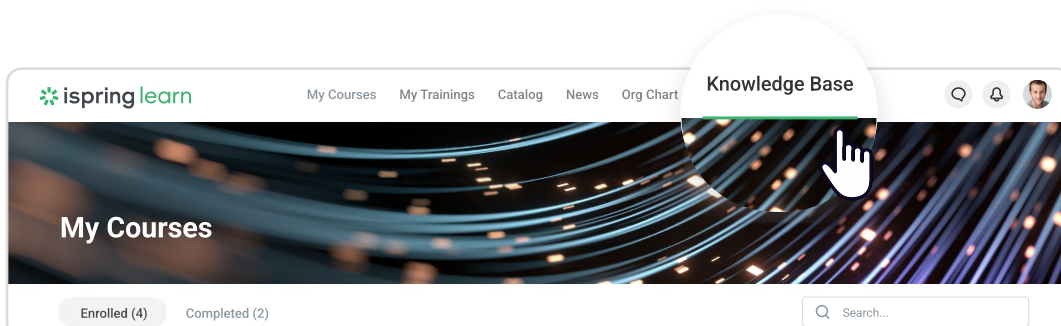 ispring learn
My Courses
My Trainings
Catalog
News
Org Chart
Knowledge Base
My Courses
Enrolled (4)
Completed (2)
Search...